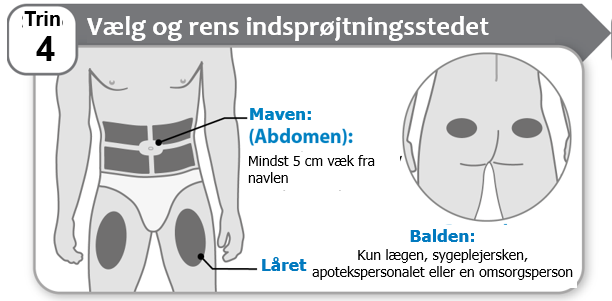 Trin
4
Vælg og rens indsprøjtningsstedet
Maven:
(Abdomen):
Mindst 5 cm væk fra
navlen
Låret
Balden:
Kun lægen, sygeplejersken,
apotekspersonalet eller en omsorgsperson